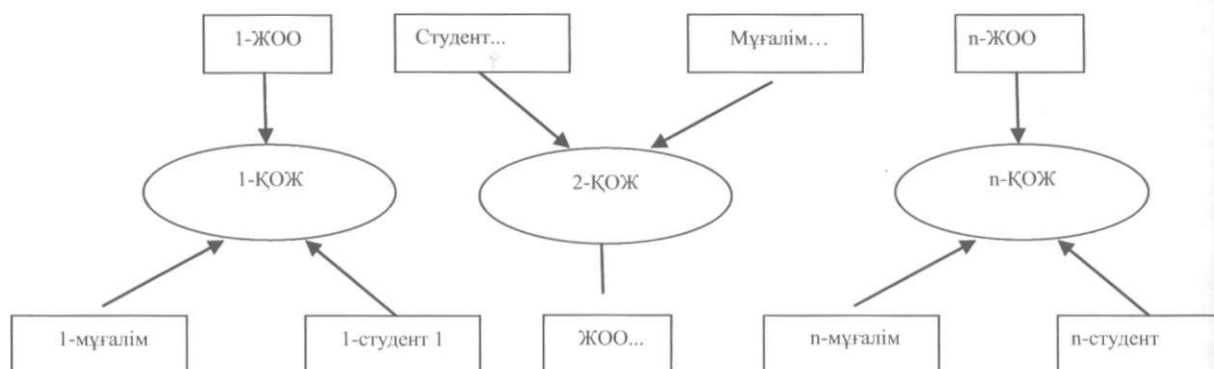 1-ЖОО
Студент...
Мұғалім…
n-ЖОО
1-ҚОЖ
2-ҚОЖ
n-ҚОЖ
1-мұғалім
1-студент 1
ЖОО...
n-мұғалім
n-студент